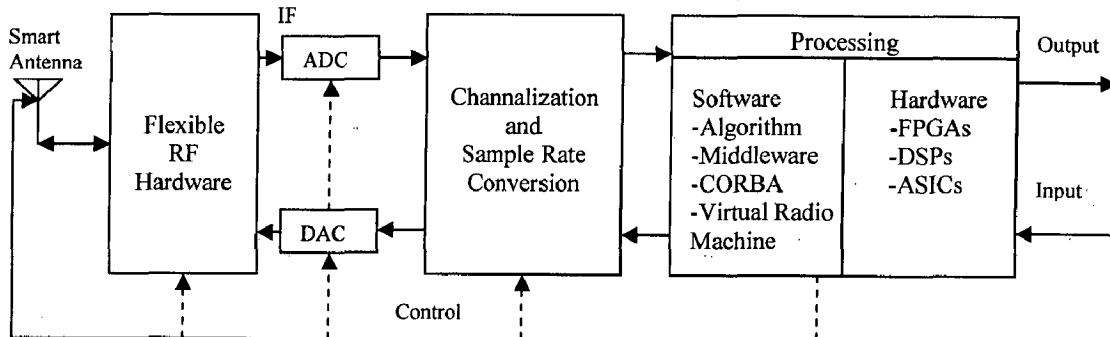 Smart
Antenna
Flexible
RF
Hardware
IF
ADC
DAC
Channalization
and
Sample Rate
Conversion
Processing
Software
-Algorithm
-Middleware
-CORBA
-Virtual Radio
Machine
Hardware
-FPGAs
-DSPs
-ASICs
Output
Input
Control